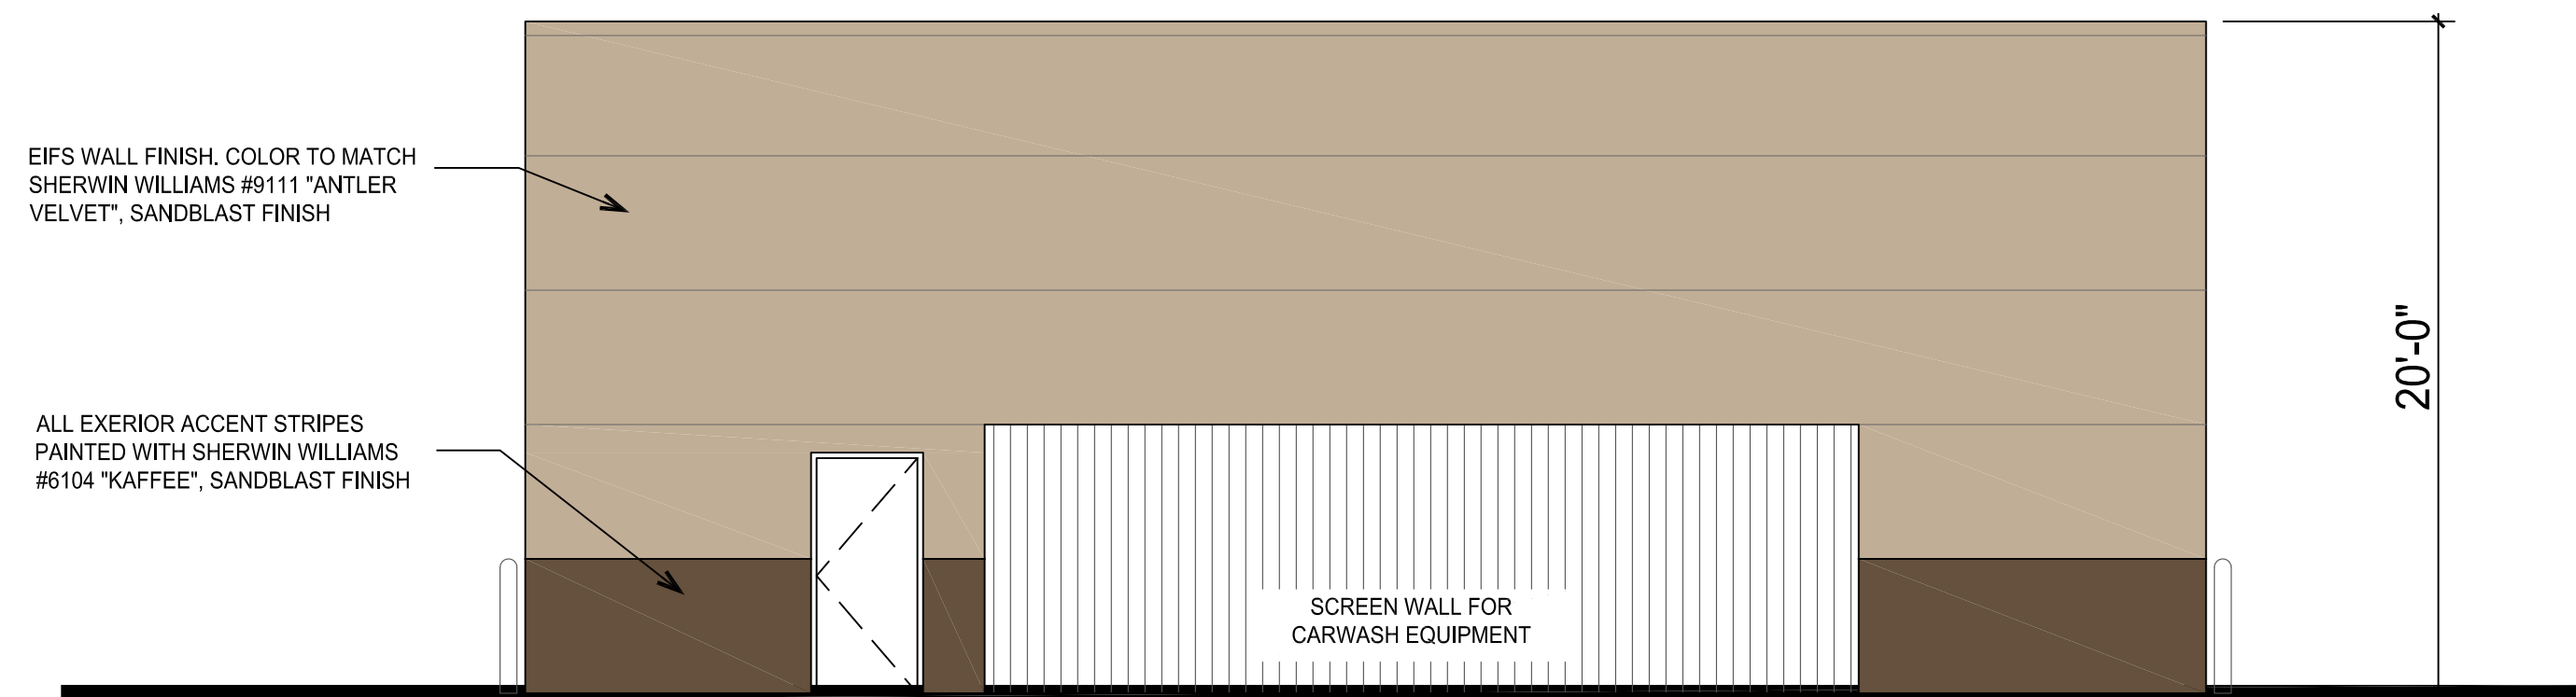 EIFS WALL FINISH. COLOR TO MATCH
SHERWIN WILLIAMS #9111 "ANTLER
VELVET", SANDBLAST FINISH
ALL EXERIOR ACCENT STRIPES
PAINTED WITH SHERWIN WILLIAMS
#6104 "KAFFEE", SANDBLAST FINISH
SCREEN WALL FOR
CARWASH EQUIPMENT
20'-0"